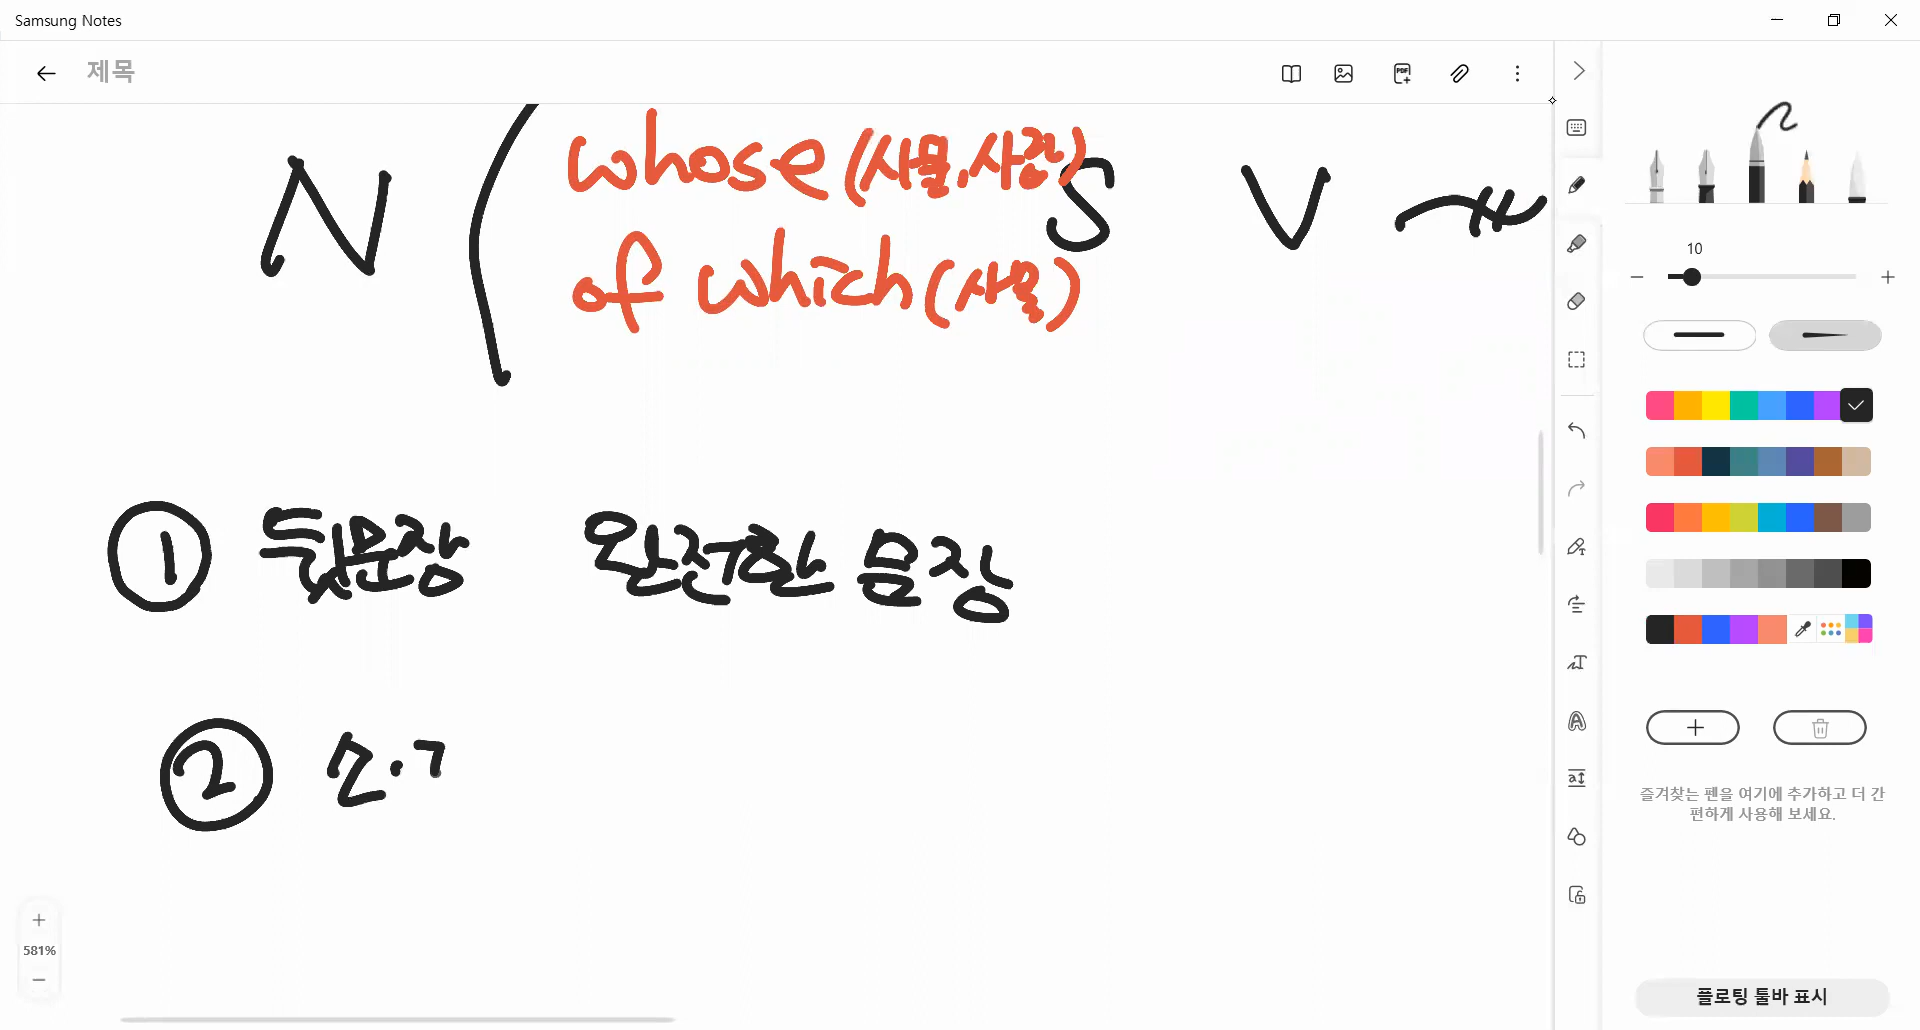 Samsung Notes
제목
N ( whose (사물, 사람) S V
of which (사물)
① 뒷문장 완전한 문장
②
10
581%
즐겨찾는 펜을 여기에 추가하고 더 간
편하게 사용해 보세요.
플로팅 툴바 표시